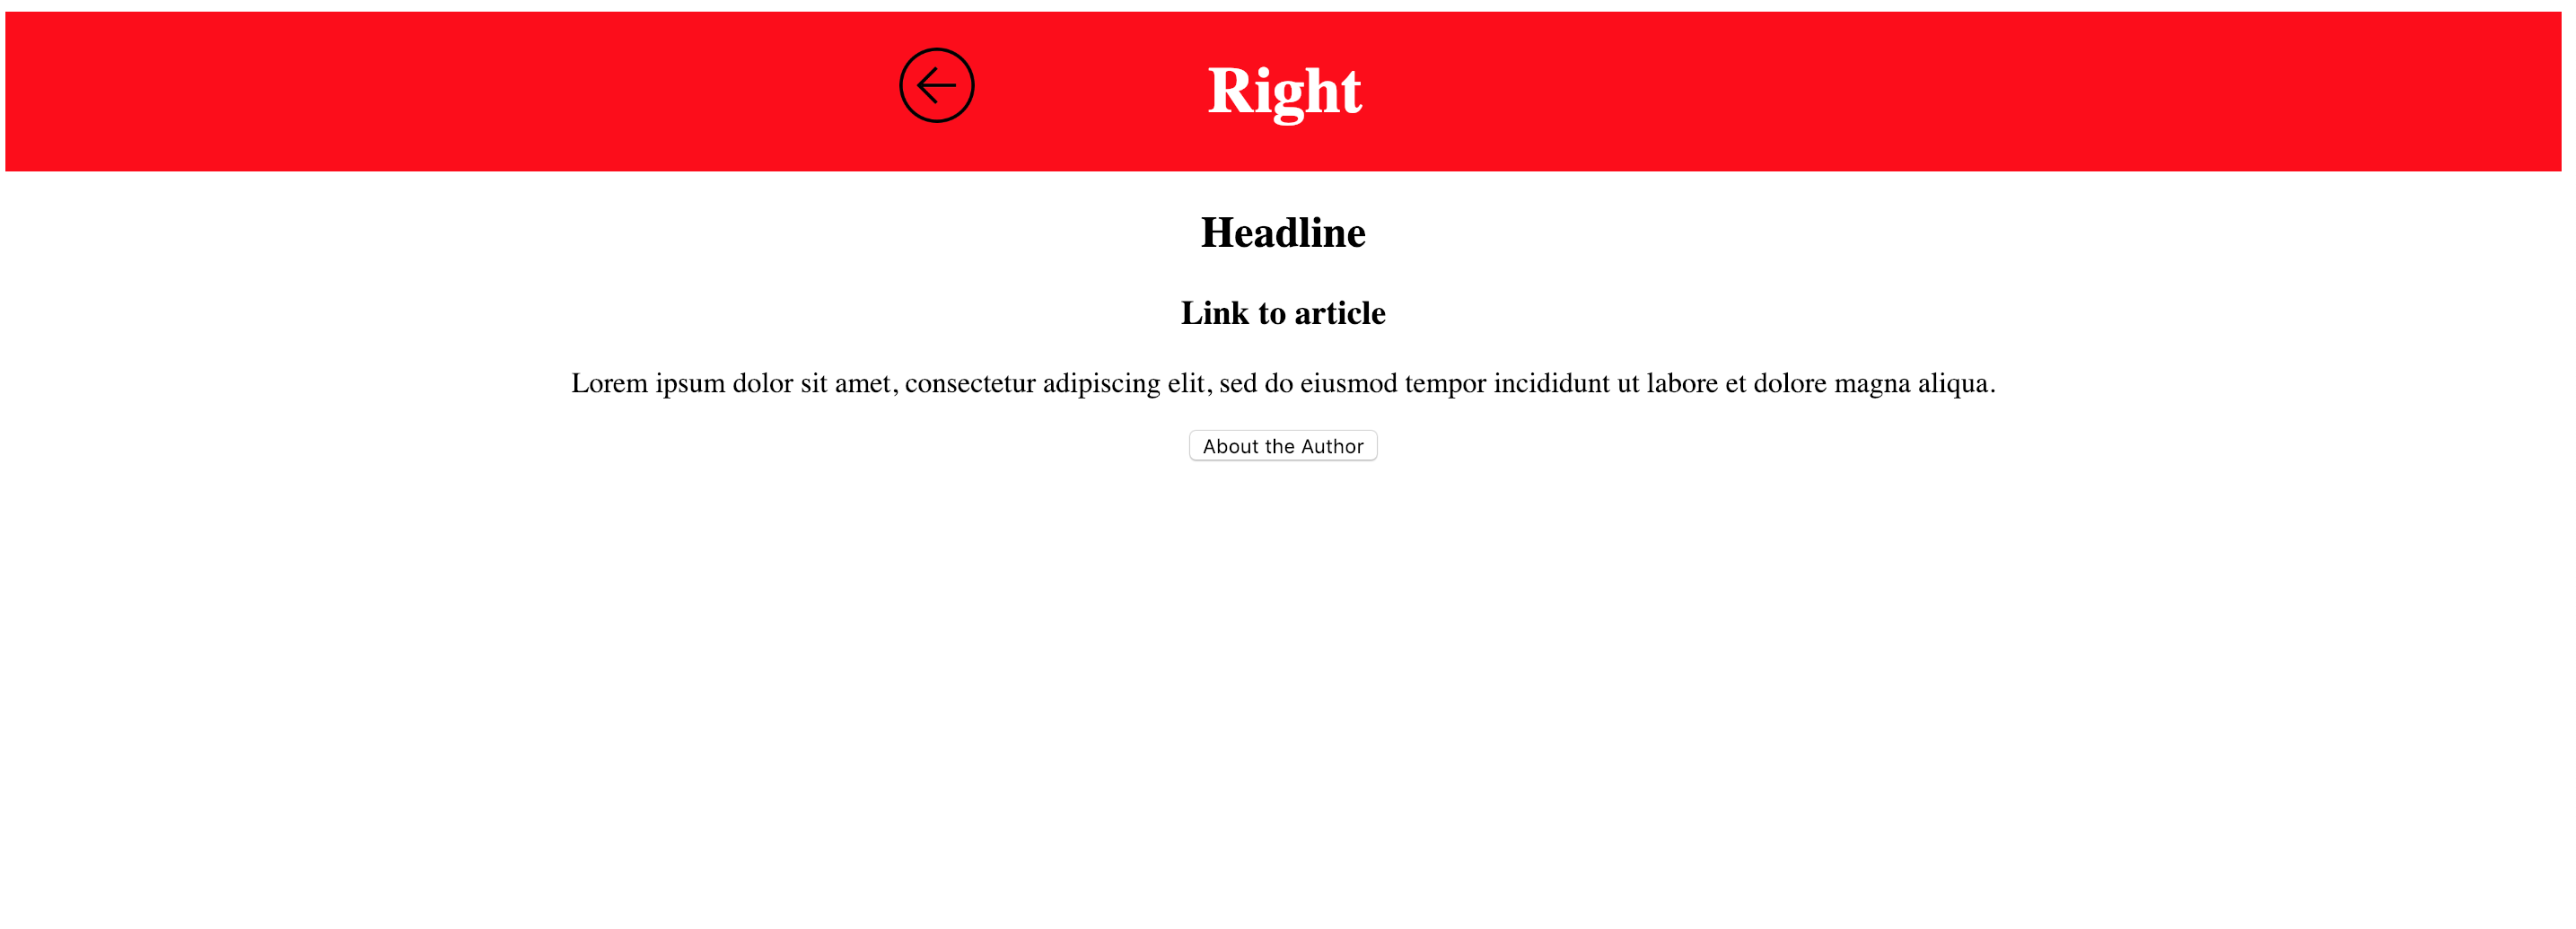 Right
Headline
Link to article
Lorem ipsum dolor sit amet, consectetur adipiscing elit, sed do eiusmod tempor incididunt ut labore et dolore magna aliqua.
About the Author